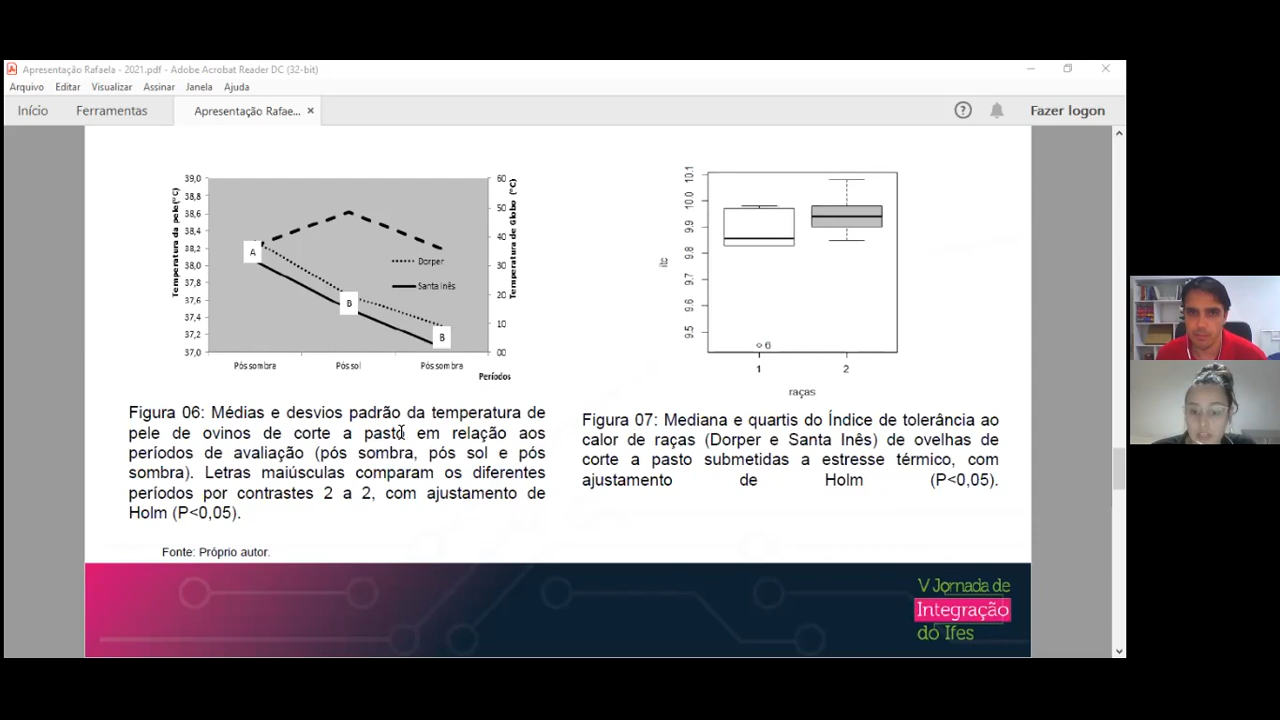 Apresentação Rafaela - 2021.pdf - Adobe Acrobat Reader DC (32-bit)
Arquivo Editar Visualizar Assinar Janela Ajuda
Início Ferramentas Apresentação Rafae... × ? Fazer logon
Temperatura da pele (°C)
39,0
38,8
38,6
38,4
38,2
38,0
37,8
37,6
37,4
37,2
37,0
A
B
B
Dorper
Santa Inês
60
50
40
30
20
10
00
Temperatura de Globo (°C)
Pós sombra Pós sol Pós sombra
Períodos
itc
10.1
10.0
9.9
9.8
9.7
9.6
9.5
6
1 2
raças
Figura 06: Médias e desvios padrão da temperatura de
pele de ovinos de corte a pasto em relação aos
períodos de avaliação (pós sombra, pós sol e pós
sombra). Letras maiúsculas comparam os diferentes
períodos por contrastes 2 a 2, com ajustamento de
Holm (P<0,05).
Figura 07: Mediana e quartis do Índice de tolerância ao
calor de raças (Dorper e Santa Inês) de ovelhas de
corte a pasto submetidas a estresse térmico, com
ajustamento de Holm (P<0,05).
Fonte: Próprio autor.
V Jornada de
Integração
do Ifes